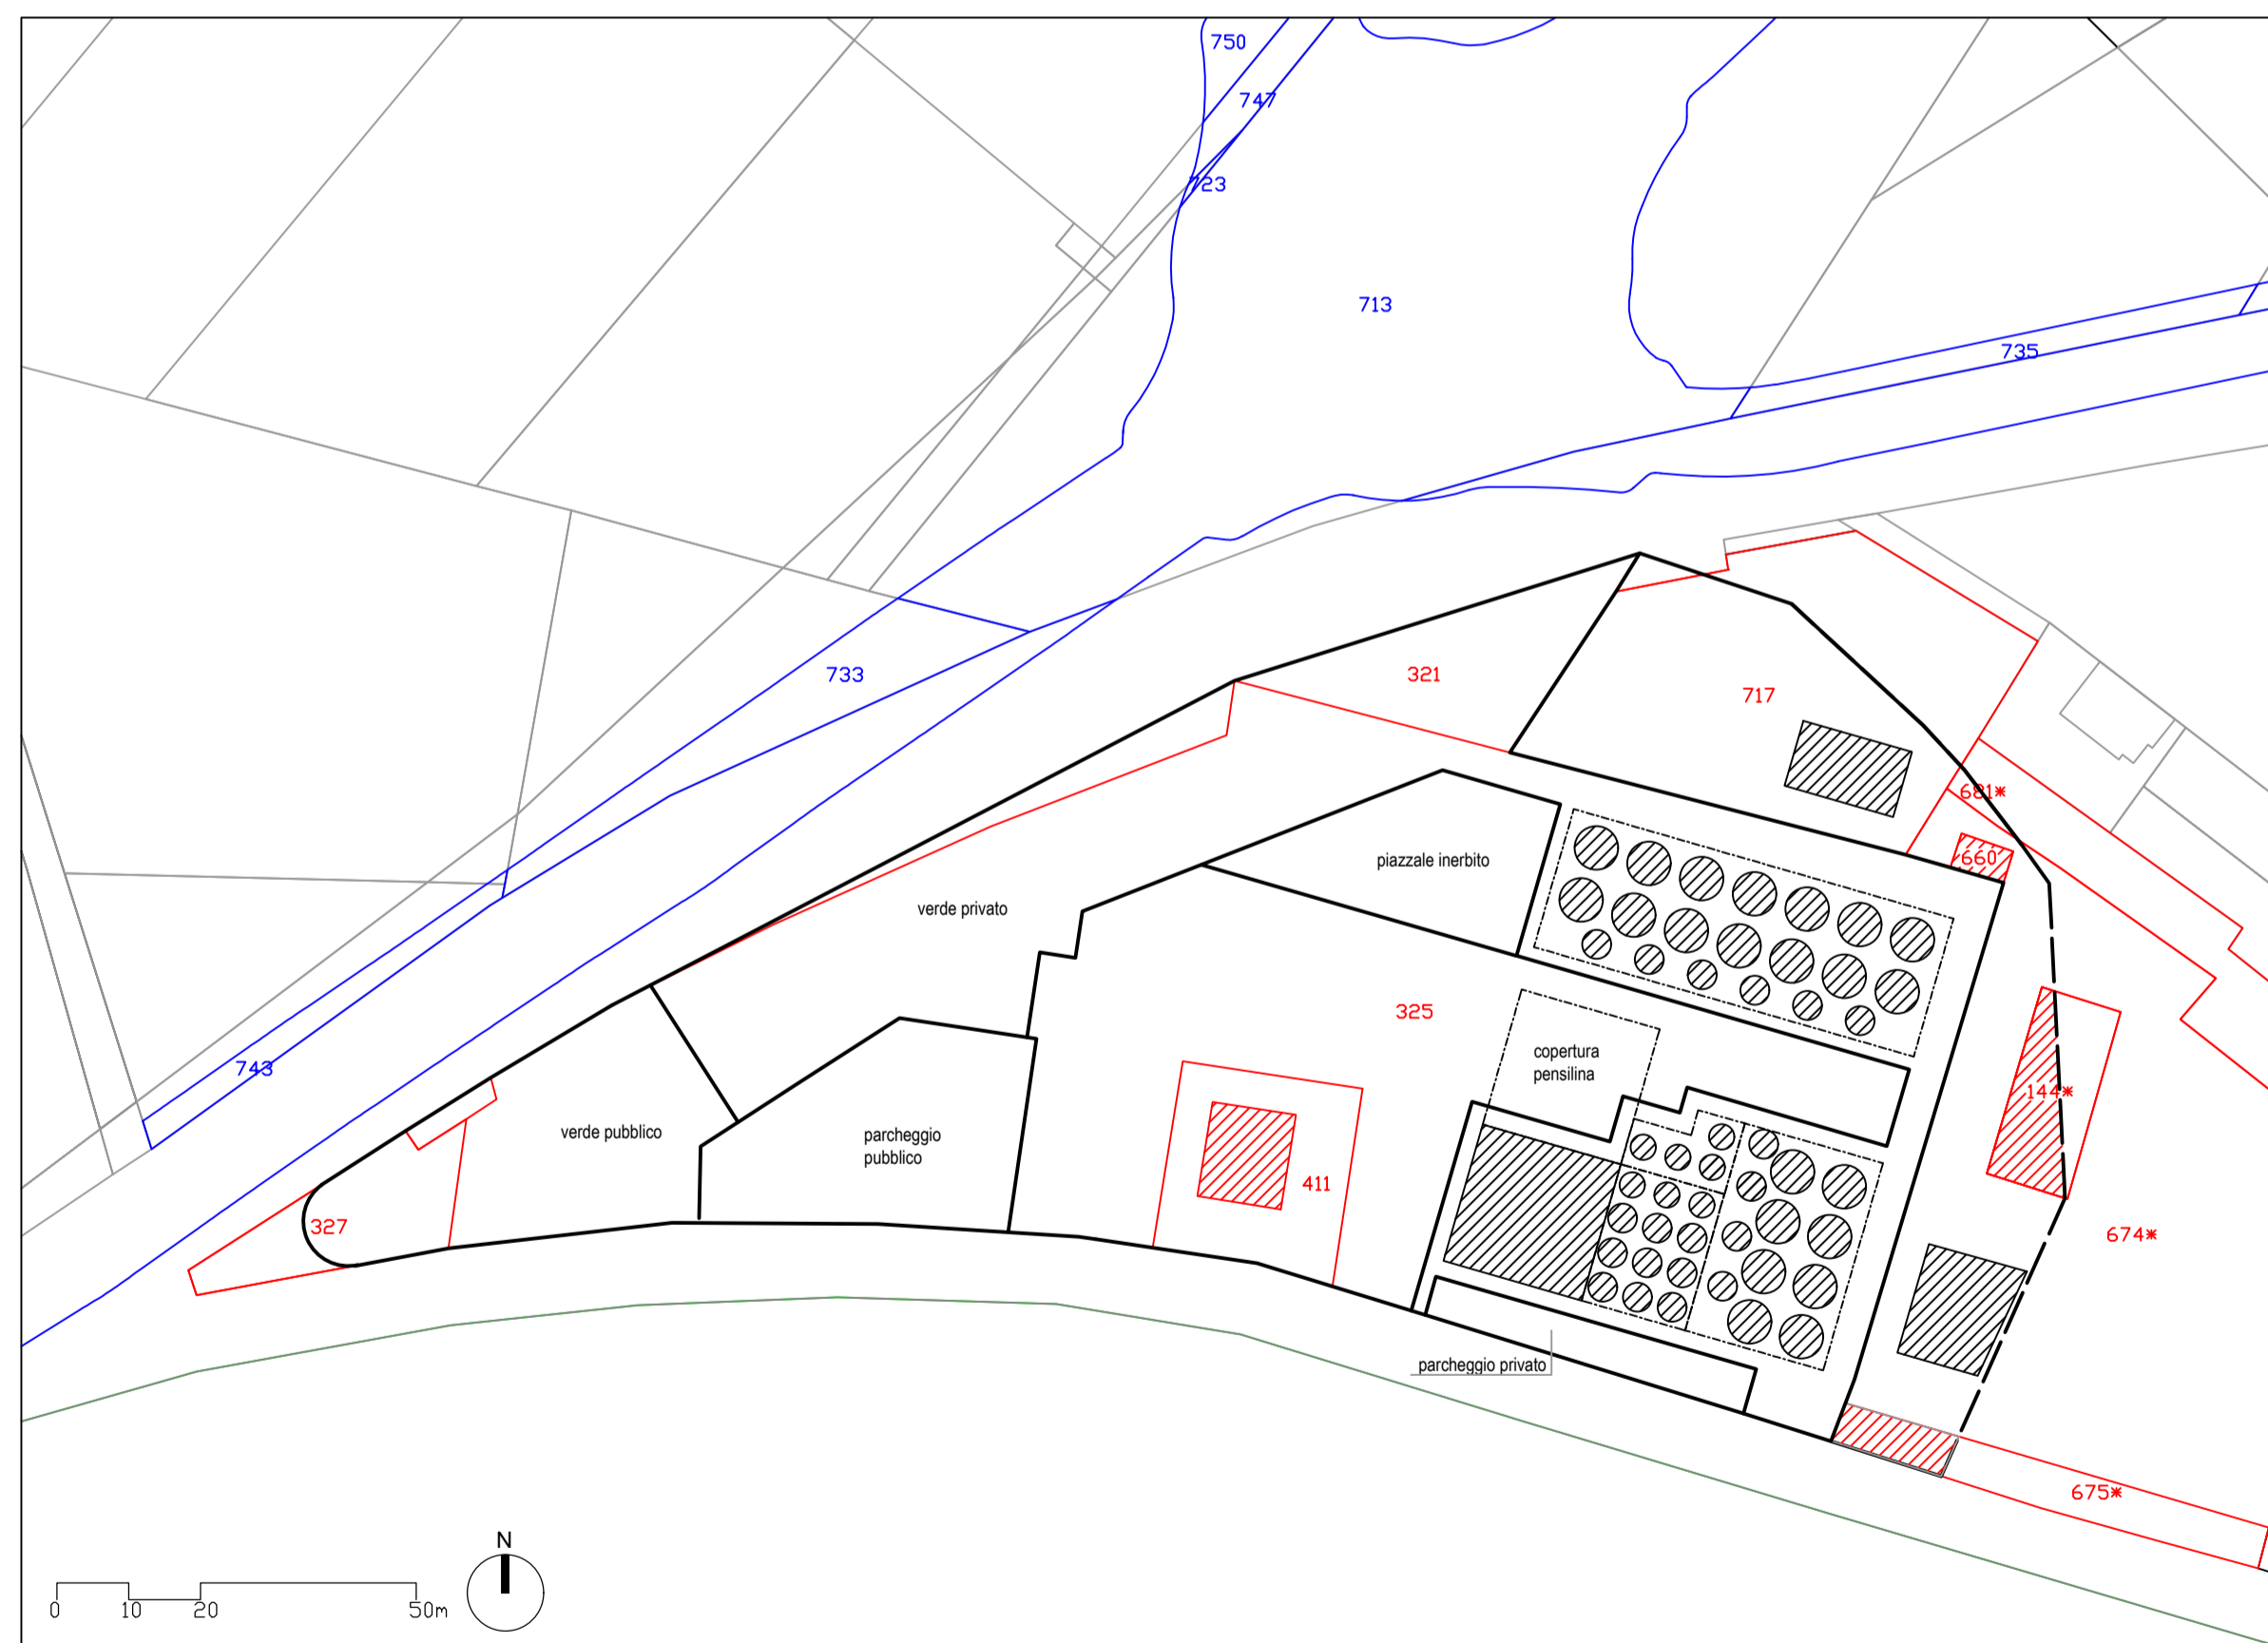 750
747
723
713
735
733
321
717
681*
660
piazzale inerbito
verde privato
325
copertura
pensilina
743
144*
verde pubblico
parcheggio
pubblico
411
327
674*
parcheggio privato
675*
N
0 10 20 50m